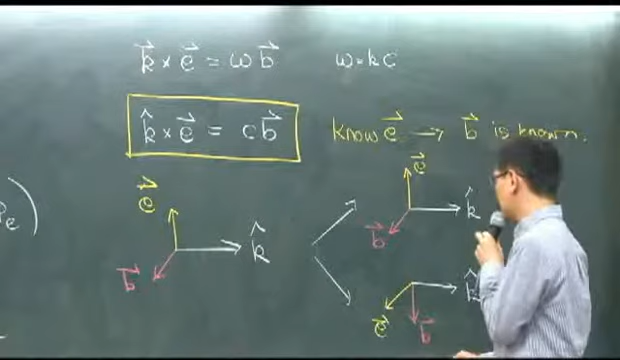 k⃗ × e⃗ = ω b⃗
ω = kc
k̂ × e⃗ = c b⃗
Know e⃗ → b⃗ is known.
e⃗
k̂
b⃗
e⃗
k̂
b⃗
k̂
e⃗
b⃗